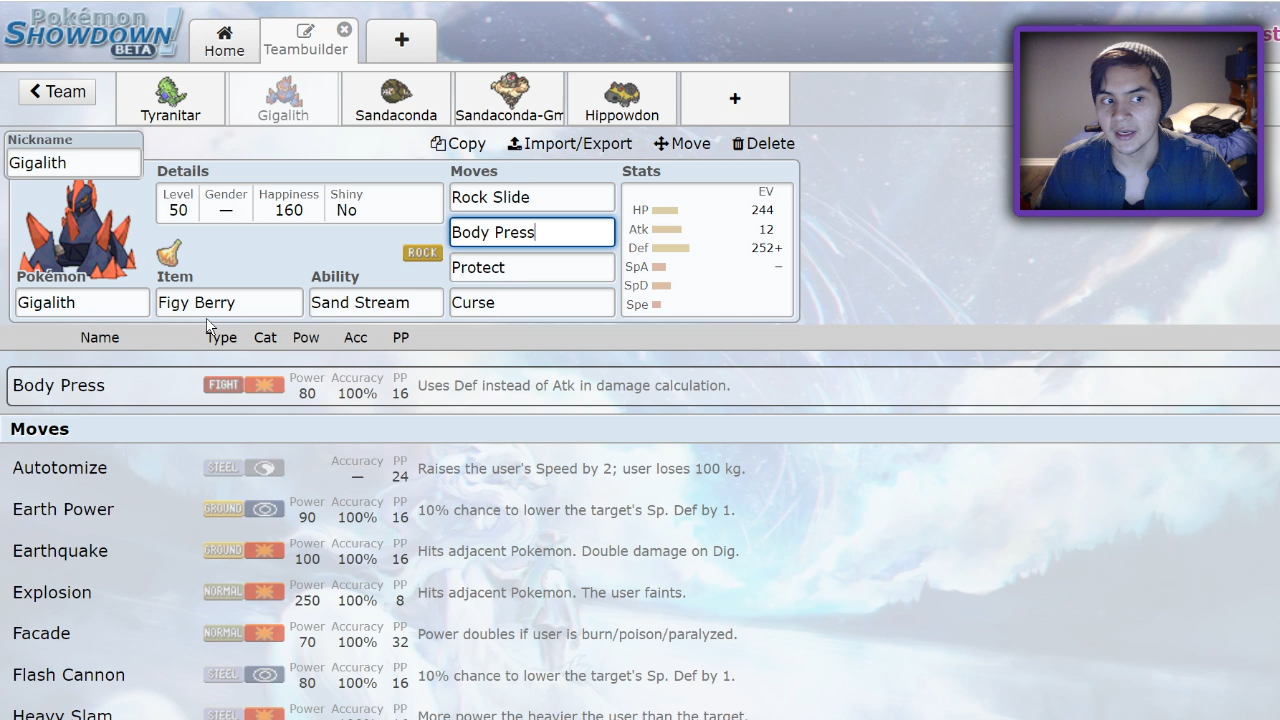 Pokémon
SHOWDOWN!
BETA
Home
Teambuilder
+
st
< Team
Tyranitar
Gigalith
Sandaconda
Sandaconda-Gm
Hippowdon
+
Nickname
Gigalith
Copy Import/Export Move Delete
Details
Level Gender Happiness Shiny
50 — 160 No
ROCK
Pokémon
Gigalith
Item
Figy Berry
Ability
Sand Stream
Moves
Rock Slide
Body Press
Protect
Curse
Stats
EV
HP 244
Atk 12
Def 252+
SpA –
SpD
Spe
Name Type Cat Pow Acc PP
Body Press FIGHT Power 80 Accuracy 100% PP 16 Uses Def instead of Atk in damage calculation.
Moves
Autotomize STEEL Accuracy — PP 24 Raises the user's Speed by 2; user loses 100 kg.
Earth Power GROUND Power 90 Accuracy 100% PP 16 10% chance to lower the target's Sp. Def by 1.
Earthquake GROUND Power 100 Accuracy 100% PP 16 Hits adjacent Pokemon. Double damage on Dig.
Explosion NORMAL Power 250 Accuracy 100% PP 8 Hits adjacent Pokemon. The user faints.
Facade NORMAL Power 70 Accuracy 100% PP 32 Power doubles if user is burn/poison/paralyzed.
Flash Cannon STEEL Power 80 Accuracy 100% PP 16 10% chance to lower the target's Sp. Def by 1.
Heavy Slam STEEL Power Accuracy PP More power the heavier the user than the target.